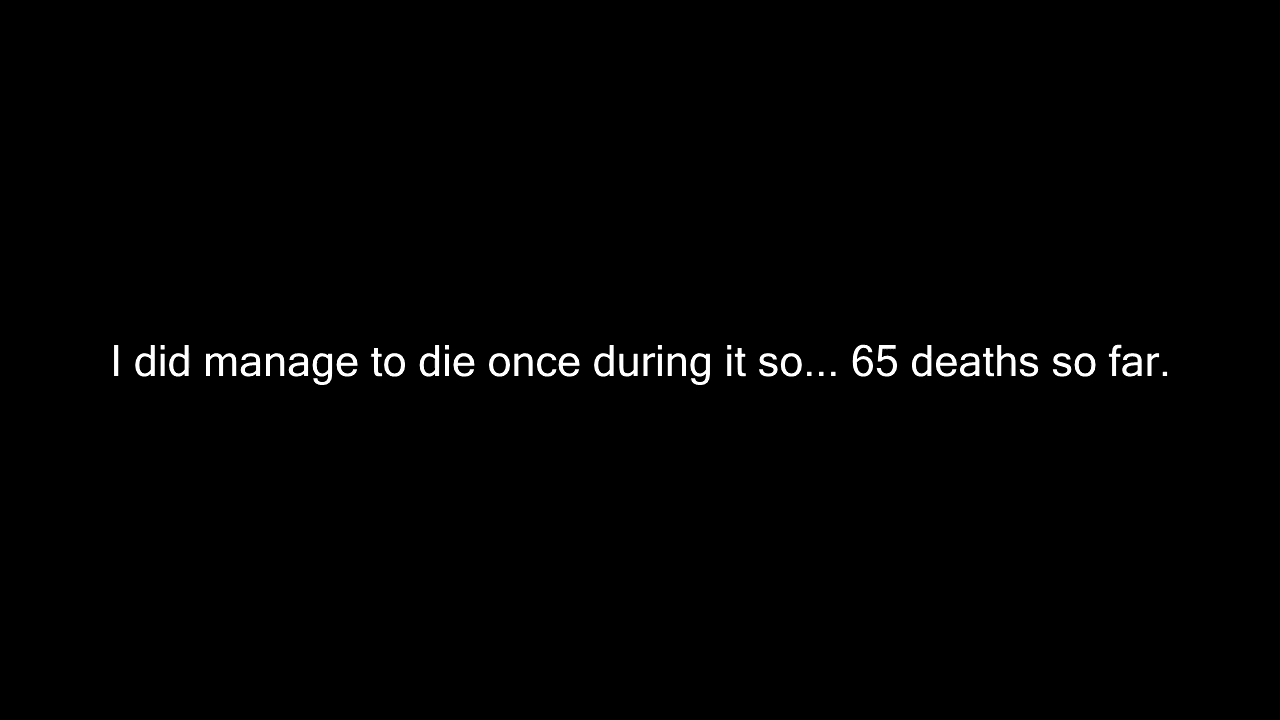 I did manage to die once during it so... 65 deaths so far.